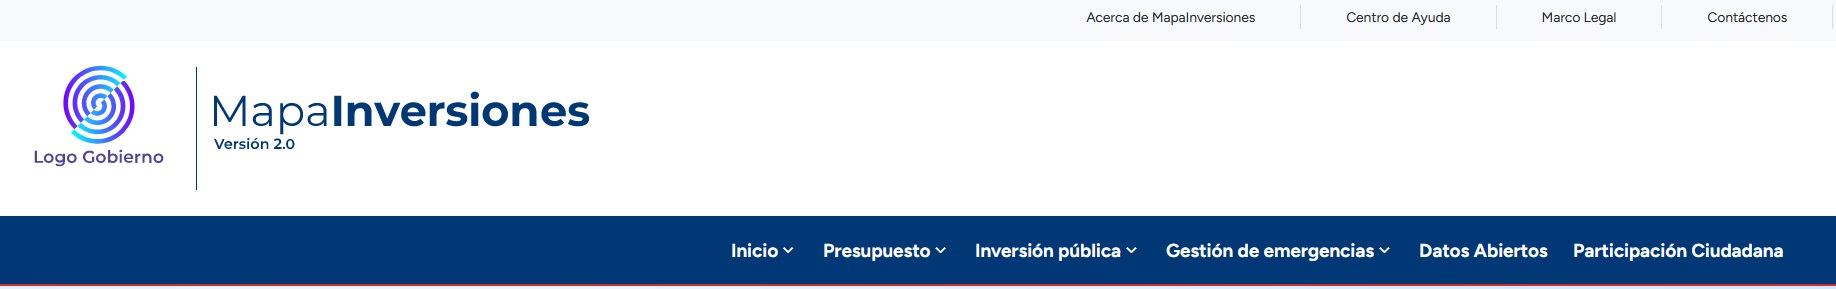 Acerca de MapaInversiones Centro de Ayuda Marco Legal Contáctenos
MapaInversiones
Versión 2.0
Logo Gobierno
Inicio Presupuesto Inversión pública Gestión de emergencias Datos Abiertos Participación Ciudadana